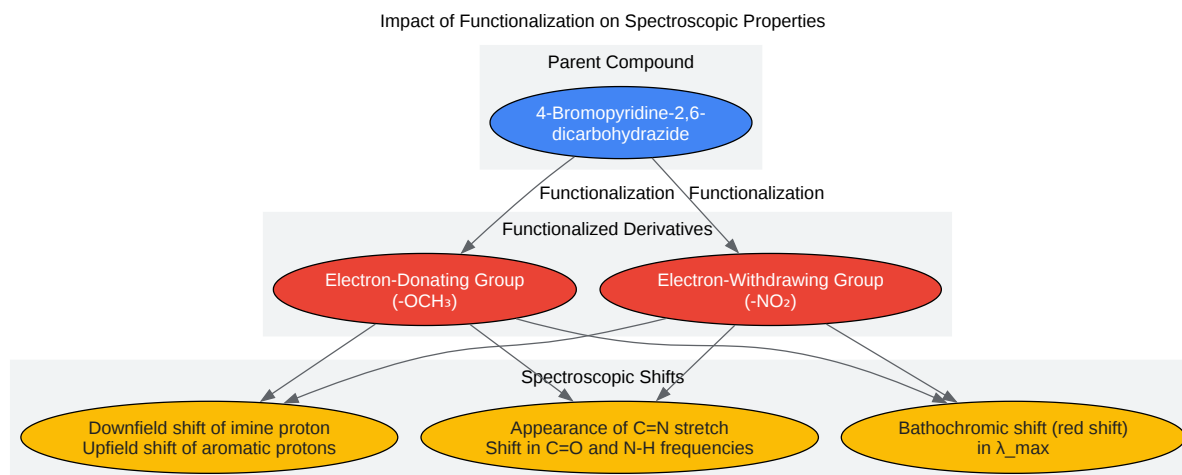 Impact of Functionalization on Spectroscopic Properties
Parent Compound
4-Bromopyridine-2,6-
dicarbohydrazide
Functionalization
Functionalization
Functionalized Derivatives
Electron-Donating Group
(-OCH₃)
Electron-Withdrawing Group
(-NO₂)
Spectroscopic Shifts
Downfield shift of imine proton
Upfield shift of aromatic protons
Appearance of C=N stretch
Shift in C=O and N-H frequencies
Bathochromic shift (red shift)
in λ_max